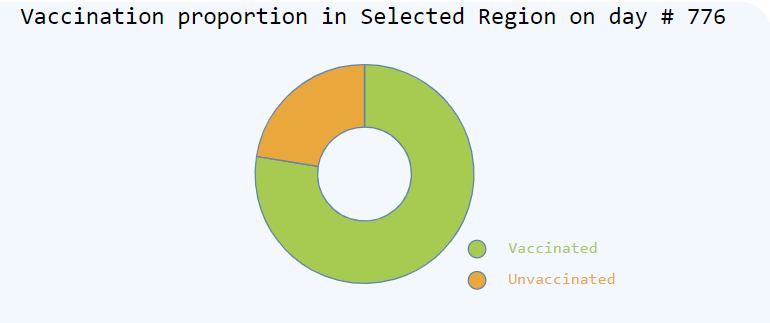 Vaccination proportion in Selected Region on day # 776
Vaccinated
Unvaccinated